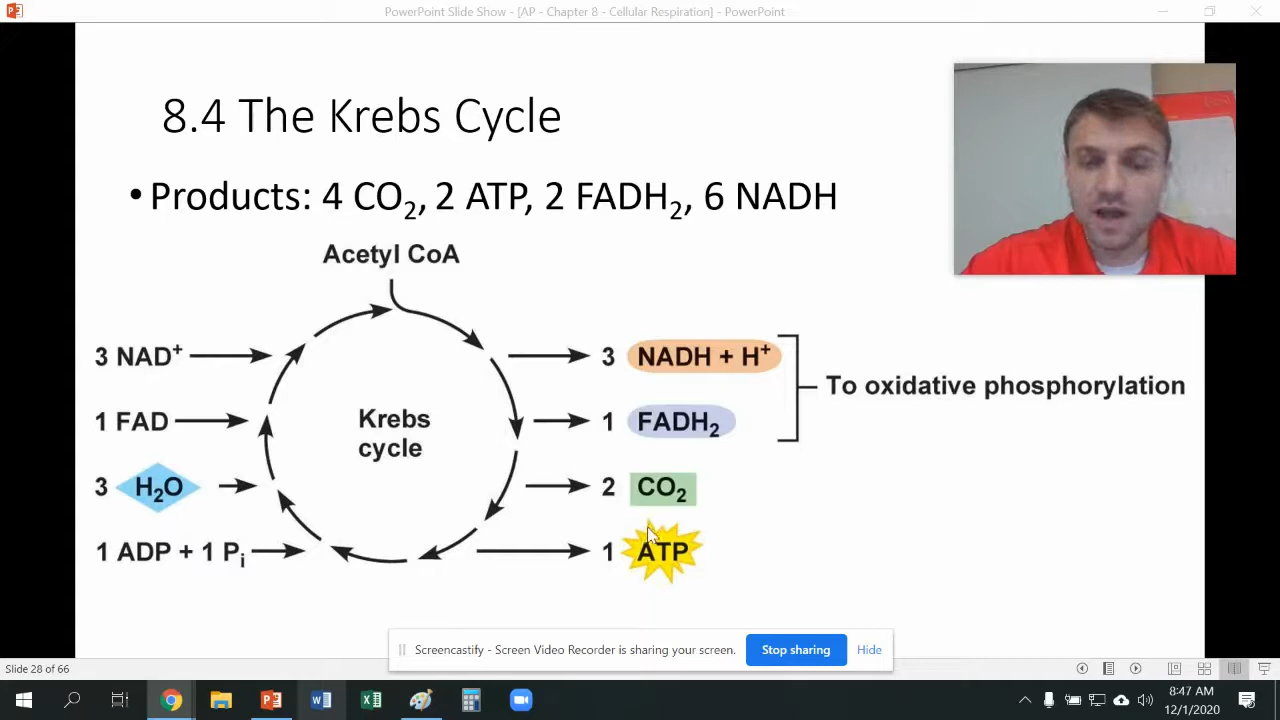 PowerPoint Slide Show - [AP - Chapter 8 - Cellular Respiration] - PowerPoint
8.4 The Krebs Cycle
• Products: 4 CO₂, 2 ATP, 2 FADH₂, 6 NADH
Acetyl CoA
3 NAD⁺
3 NADH + H⁺
To oxidative phosphorylation
1 FAD
Krebs
cycle
1 FADH₂
3 H₂O
2 CO₂
1 ADP + 1 Pᵢ
1 ATP
Screencastify - Screen Video Recorder is sharing your screen.
Stop sharing
Hide
Slide 28 of 66
8:47 AM
12/1/2020